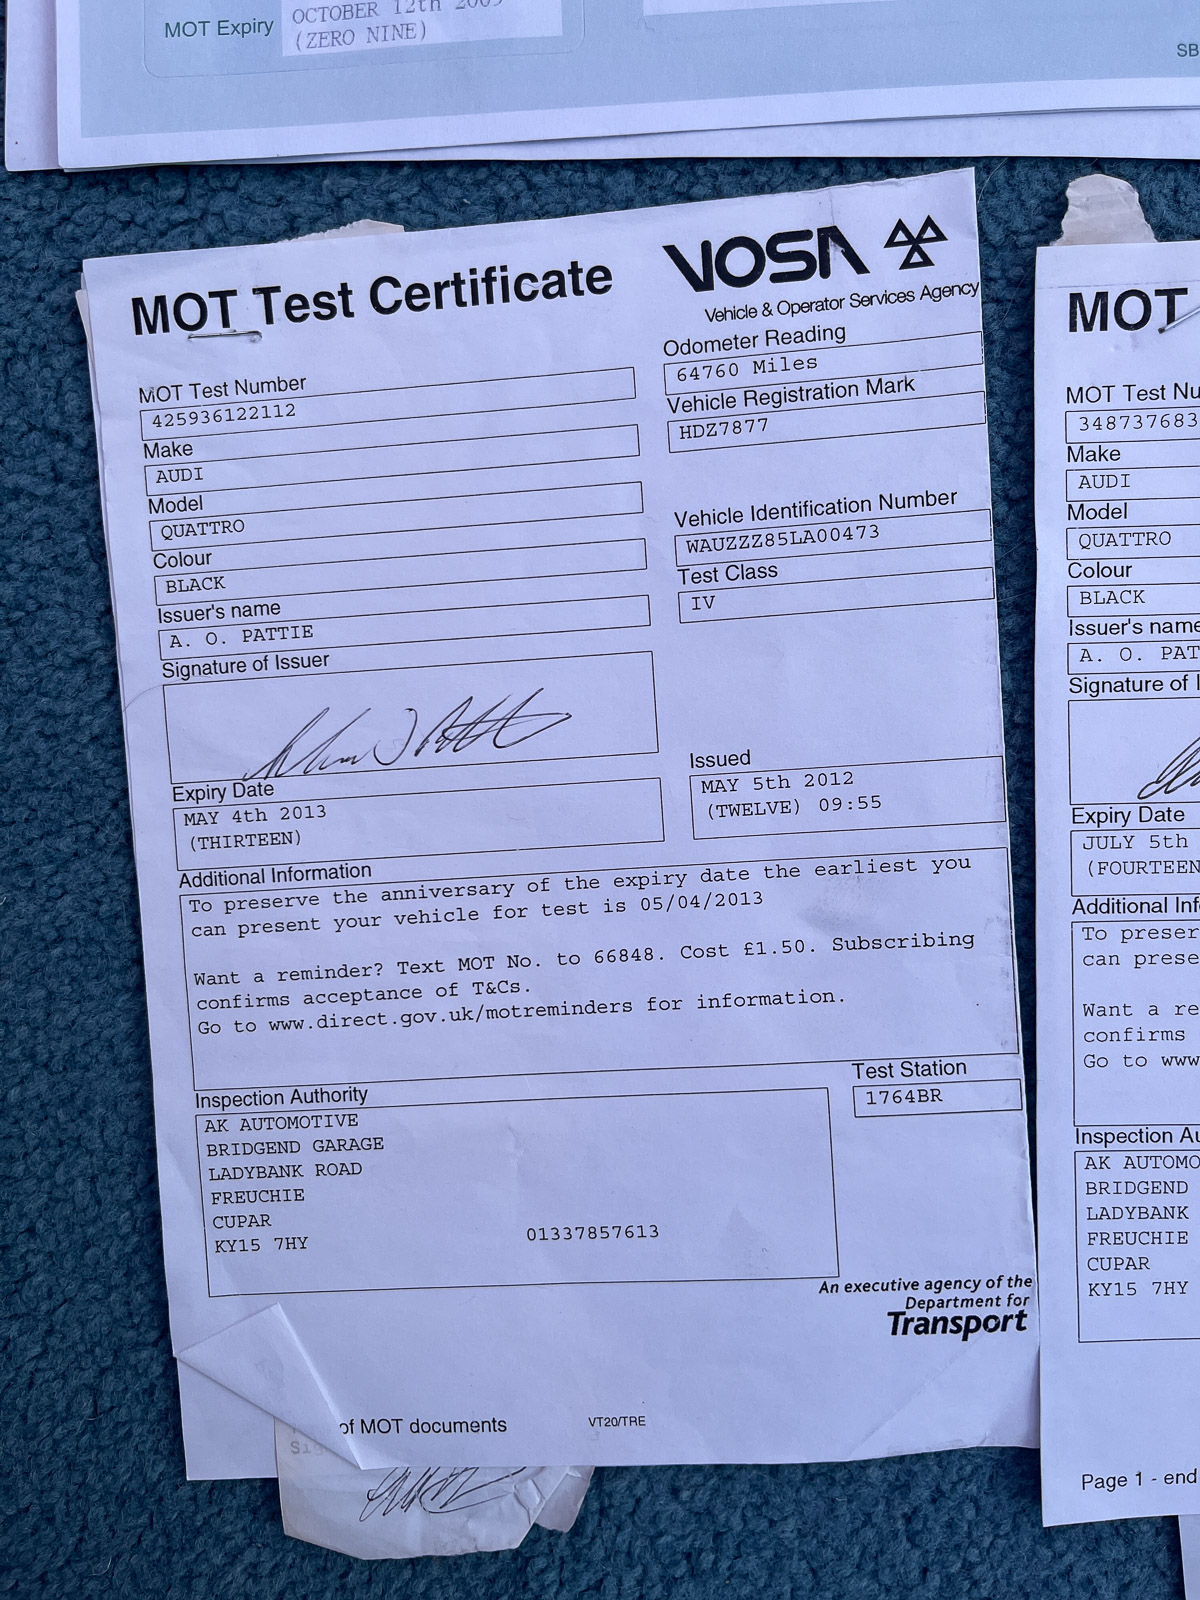 MOT Expiry
OCTOBER 12th 2009
(ZERO NINE)
SB
MOT Test Certificate
VOSA
Vehicle & Operator Services Agency
MOT Test Number
425936122112
Make
AUDI
Model
QUATTRO
Colour
BLACK
Issuer's name
A. O. PATTIE
Signature of Issuer
Odometer Reading
64760 Miles
Vehicle Registration Mark
HDZ7877
Vehicle Identification Number
WAUZZZ85LA00473
Test Class
IV
Expiry Date
MAY 4th 2013
(THIRTEEN)
Issued
MAY 5th 2012
(TWELVE) 09:55
Additional Information
To preserve the anniversary of the expiry date the earliest you
can present your vehicle for test is 05/04/2013
Want a reminder? Text MOT No. to 66848. Cost £1.50. Subscribing
confirms acceptance of T&Cs.
Go to www.direct.gov.uk/motreminders for information.
Inspection Authority
AK AUTOMOTIVE
BRIDGEND GARAGE
LADYBANK ROAD
FREUCHIE
CUPAR
KY15 7HY 01337857613
Test Station
1764BR
An executive agency of the
Department for
Transport
of MOT documents VT20/TRE
MOT
MOT Test Nu
348737683
Make
AUDI
Model
QUATTRO
Colour
BLACK
Issuer's name
A. O. PAT
Signature of I
Expiry Date
JULY 5th
(FOURTEEN
Additional Inf
To preser
can prese
Want a re
confirms
Go to www
Inspection Au
AK AUTOMO
BRIDGEND
LADYBANK
FREUCHIE
CUPAR
KY15 7HY
Page 1 - end